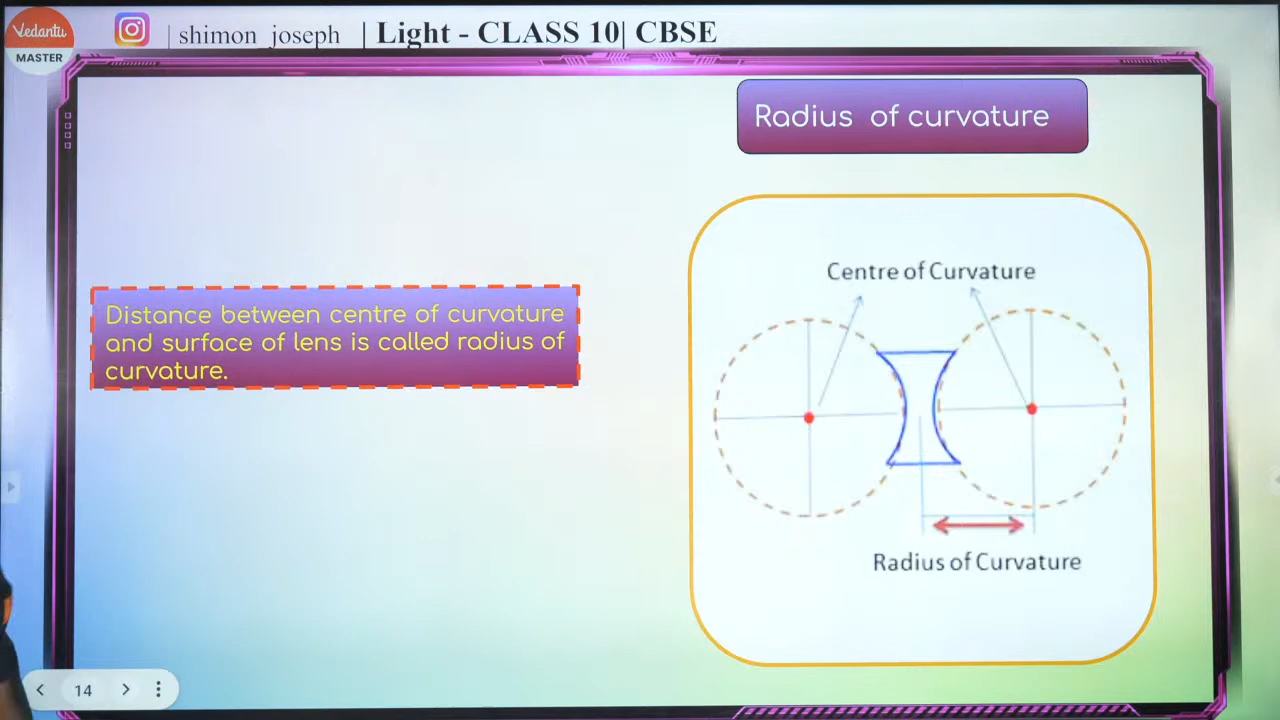 Vedantu
MASTER
| shimon_joseph | Light - CLASS 10| CBSE
Radius of curvature
Distance between centre of curvature
and surface of lens is called radius of
curvature.
Centre of Curvature
Radius of Curvature
14